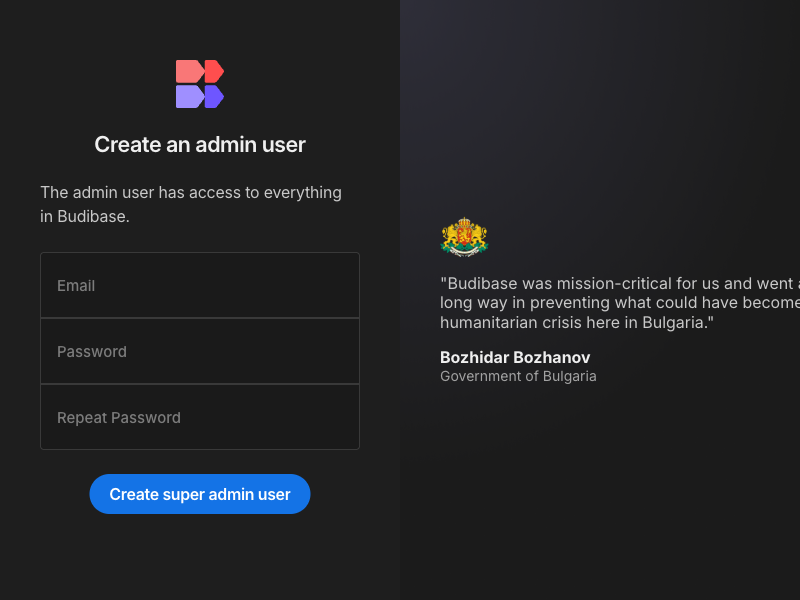 Create an admin user
The admin user has access to everything
in Budibase.
Email
Password
Repeat Password
Create super admin user
"Budibase was mission-critical for us and went a
long way in preventing what could have become
humanitarian crisis here in Bulgaria."
Bozhidar Bozhanov
Government of Bulgaria